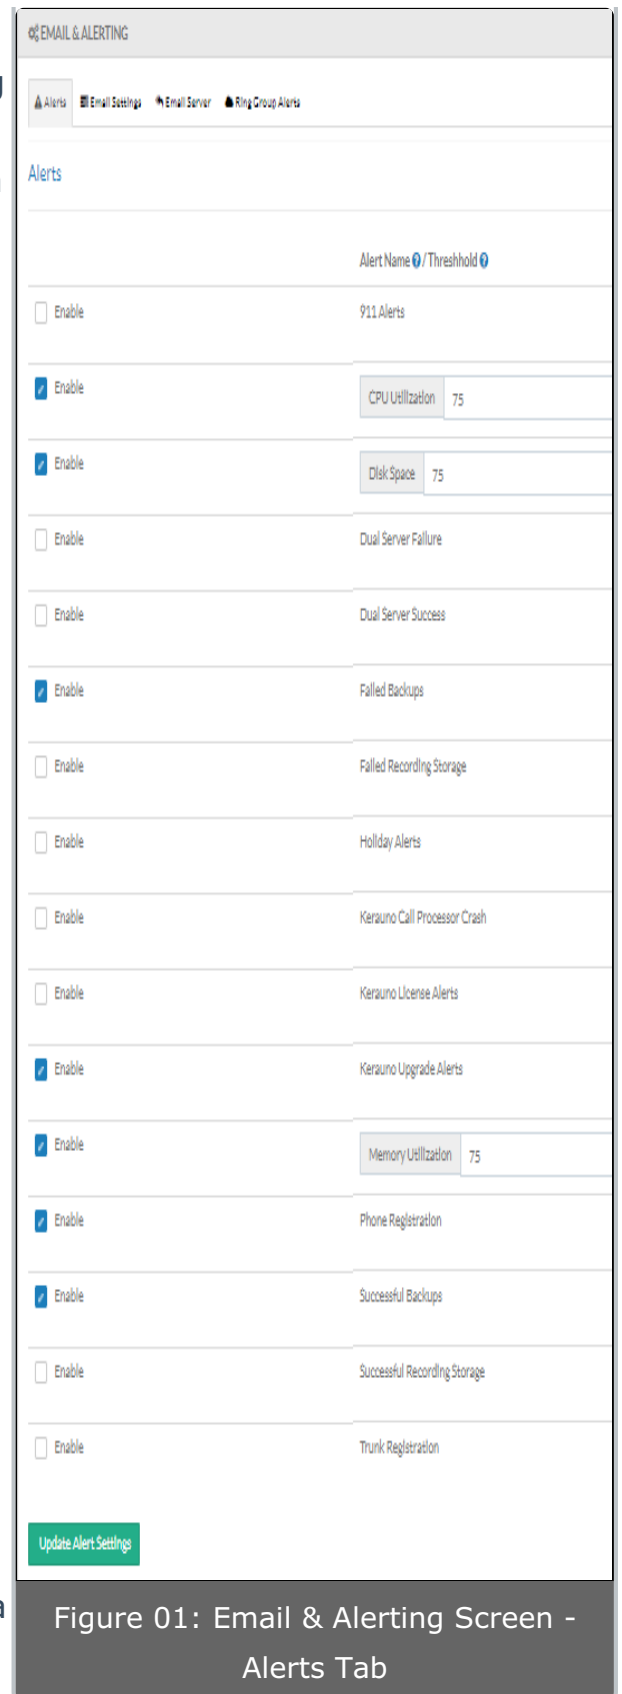 EMAIL & ALERTING
Alerts Email Settings Email Server Ring Group Alerts
Alerts
Alert Name / Threshhold
Enable 911 Alerts
Enable CPU Utilization 75
Enable Disk Space 75
Enable Dual Server Failure
Enable Dual Server Success
Enable Failed Backups
Enable Failed Recording Storage
Enable Holiday Alerts
Enable Kerauno Call Processor Crash
Enable Kerauno License Alerts
Enable Kerauno Upgrade Alerts
Enable Memory Utilization 75
Enable Phone Registration
Enable Successful Backups
Enable Successful Recording Storage
Enable Trunk Registration
Update Alert Settings
Figure 01: Email & Alerting Screen -
Alerts Tab